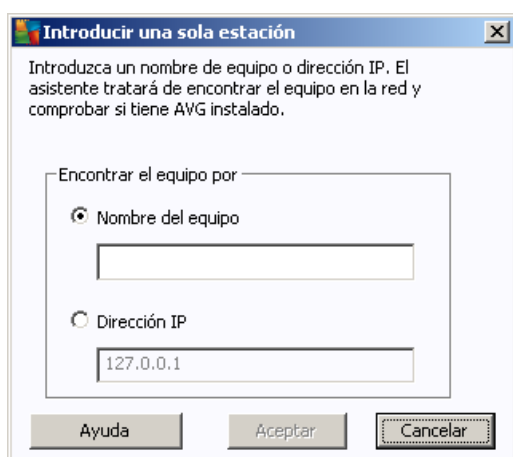 Introducir una sola estación
Introduzca un nombre de equipo o dirección IP. El
asistente tratará de encontrar el equipo en la red y
comprobar si tiene AVG instalado.
Encontrar el equipo por
Nombre del equipo
Dirección IP
127.0.0.1
Ayuda Aceptar Cancelar